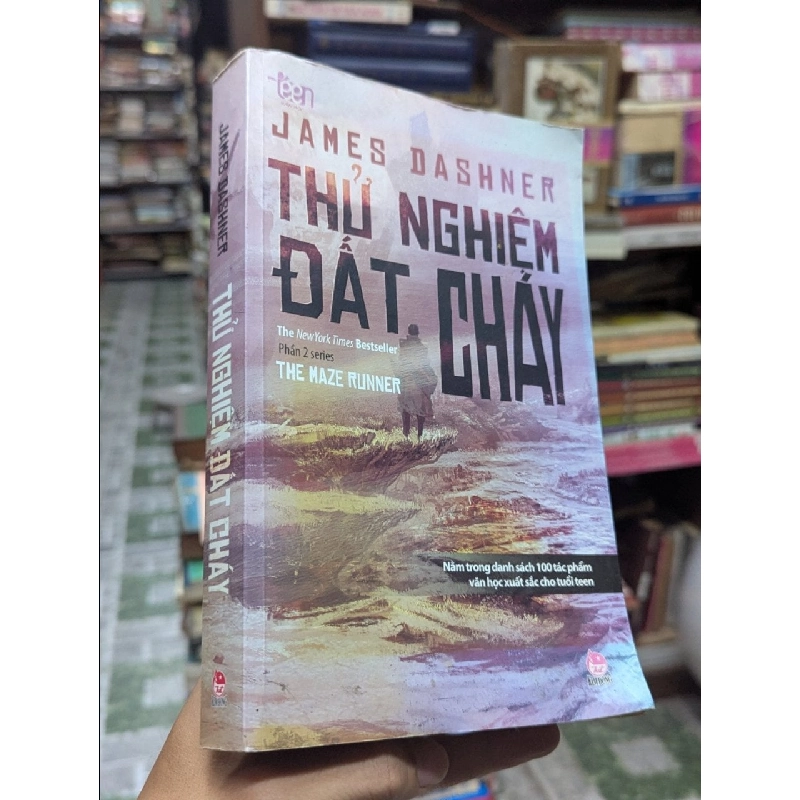 teen
JAMES DASHNER
THỬ NGHIỆM
ĐẤT CHÁY
The New York Times Bestseller
Phần 2 series
THE MAZE RUNNER
Nằm trong danh sách 100 tác phẩm
văn học xuất sắc cho tuổi teen
JAMES DASHNER THỬ NGHIỆM ĐẤT CHÁY